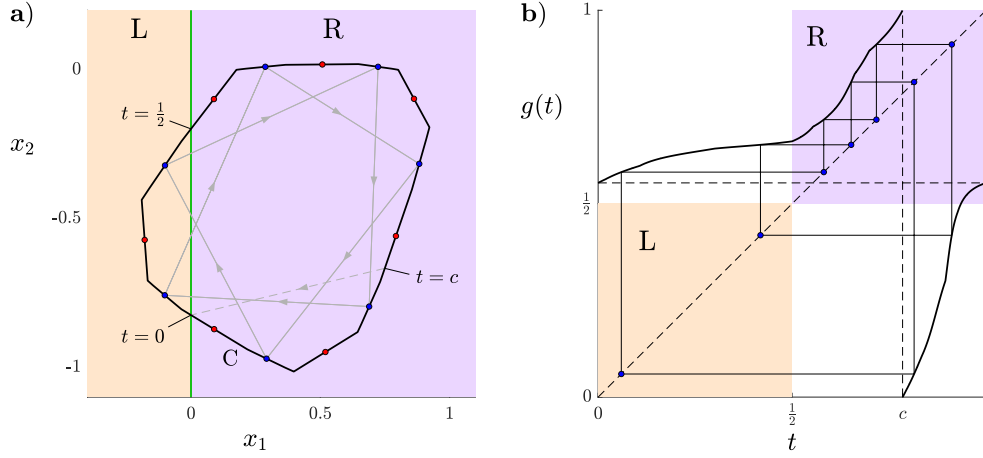 a)
L
R
0
t = 1/2
x₂
-0.5
t = c
t = 0
C
-1
0
0.5
1
x₁
b)
1
R
g(t)
1/2
L
0
0
1/2
c
t